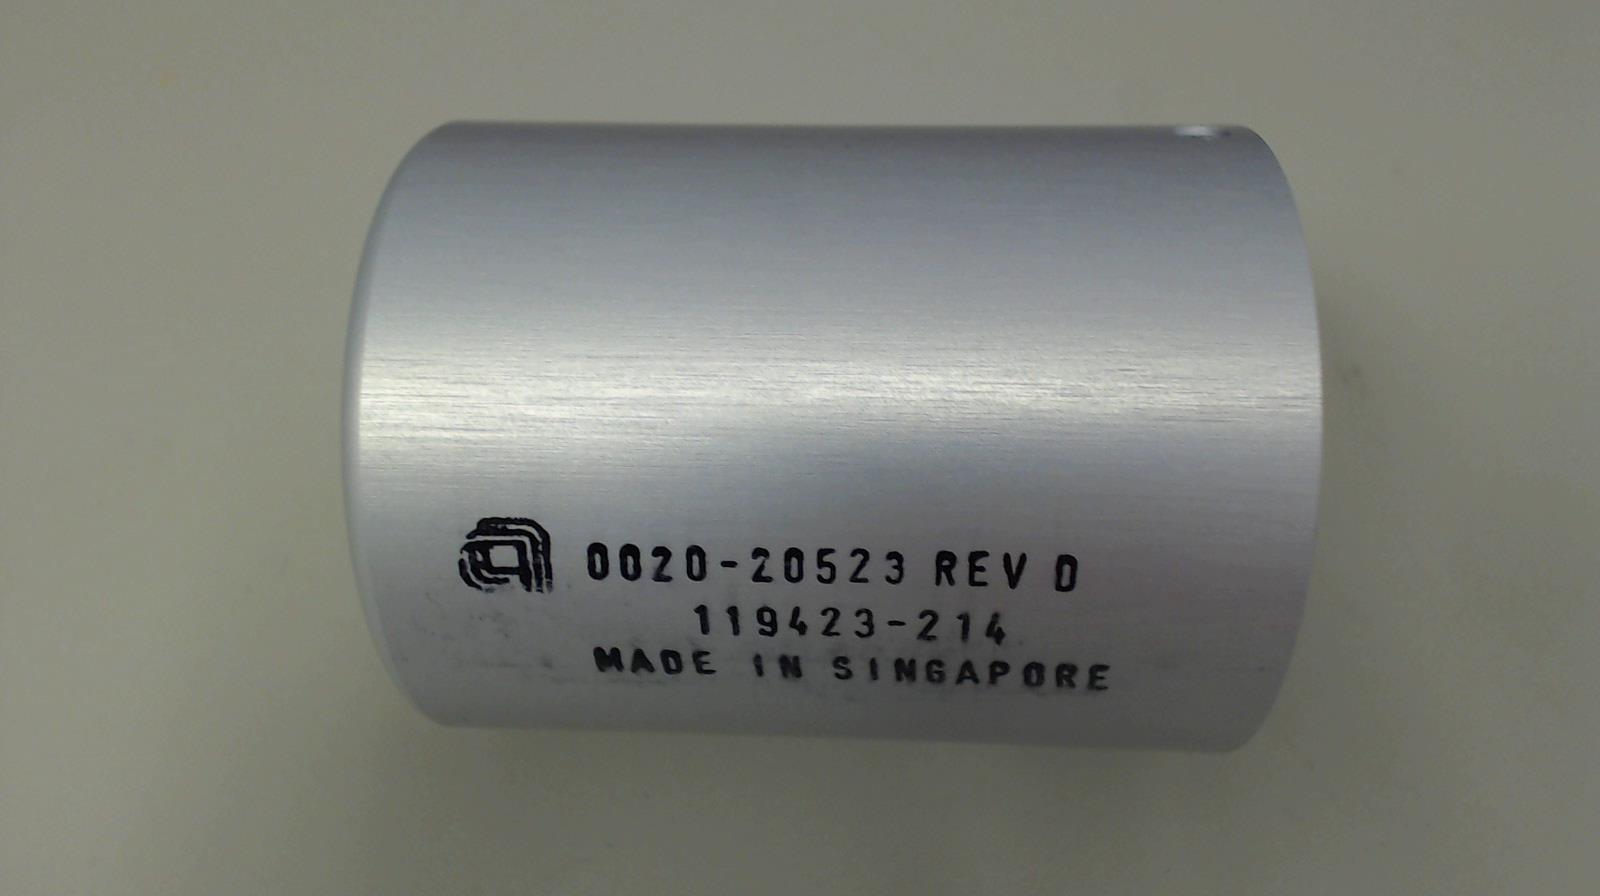 0020-20523 REV D
119423-214
MADE IN SINGAPORE